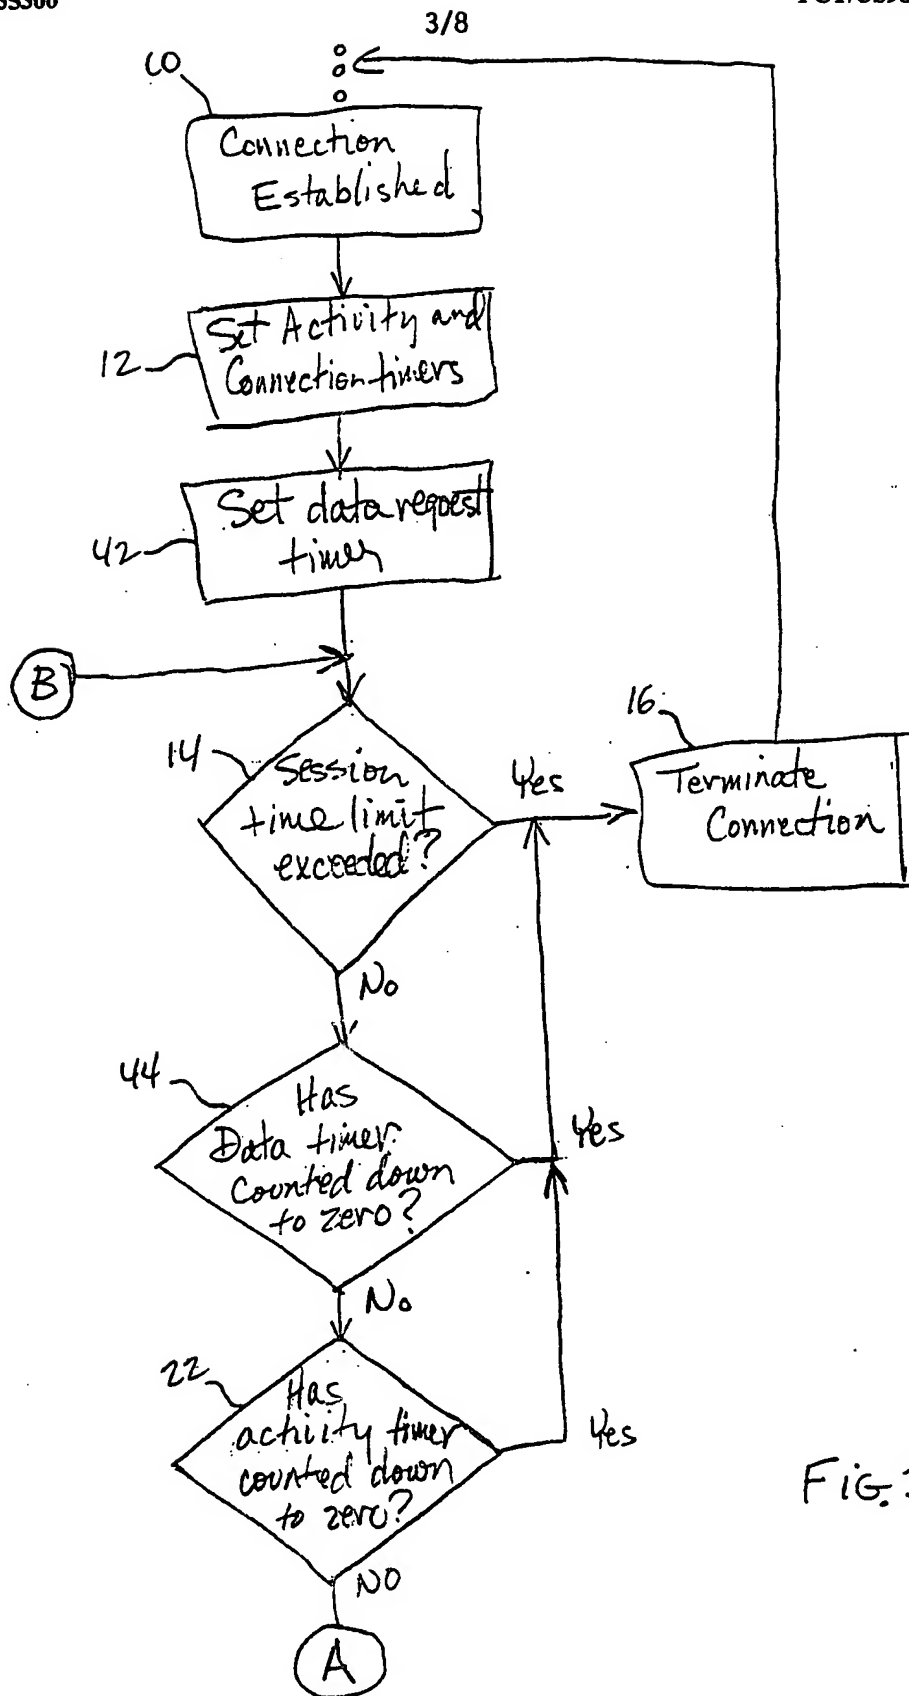 3/8
10
Connection
Established
Set Activity and
Connection timers
12
Set data request
timer
42
B
14
Session
time limit
exceeded?
Yes
16
Terminate
Connection
No
44
Has
Data timer
counted down
to zero?
Yes
No
22
Has
actiity timer
counted down
to zero?
Yes
Fig.
NO
A